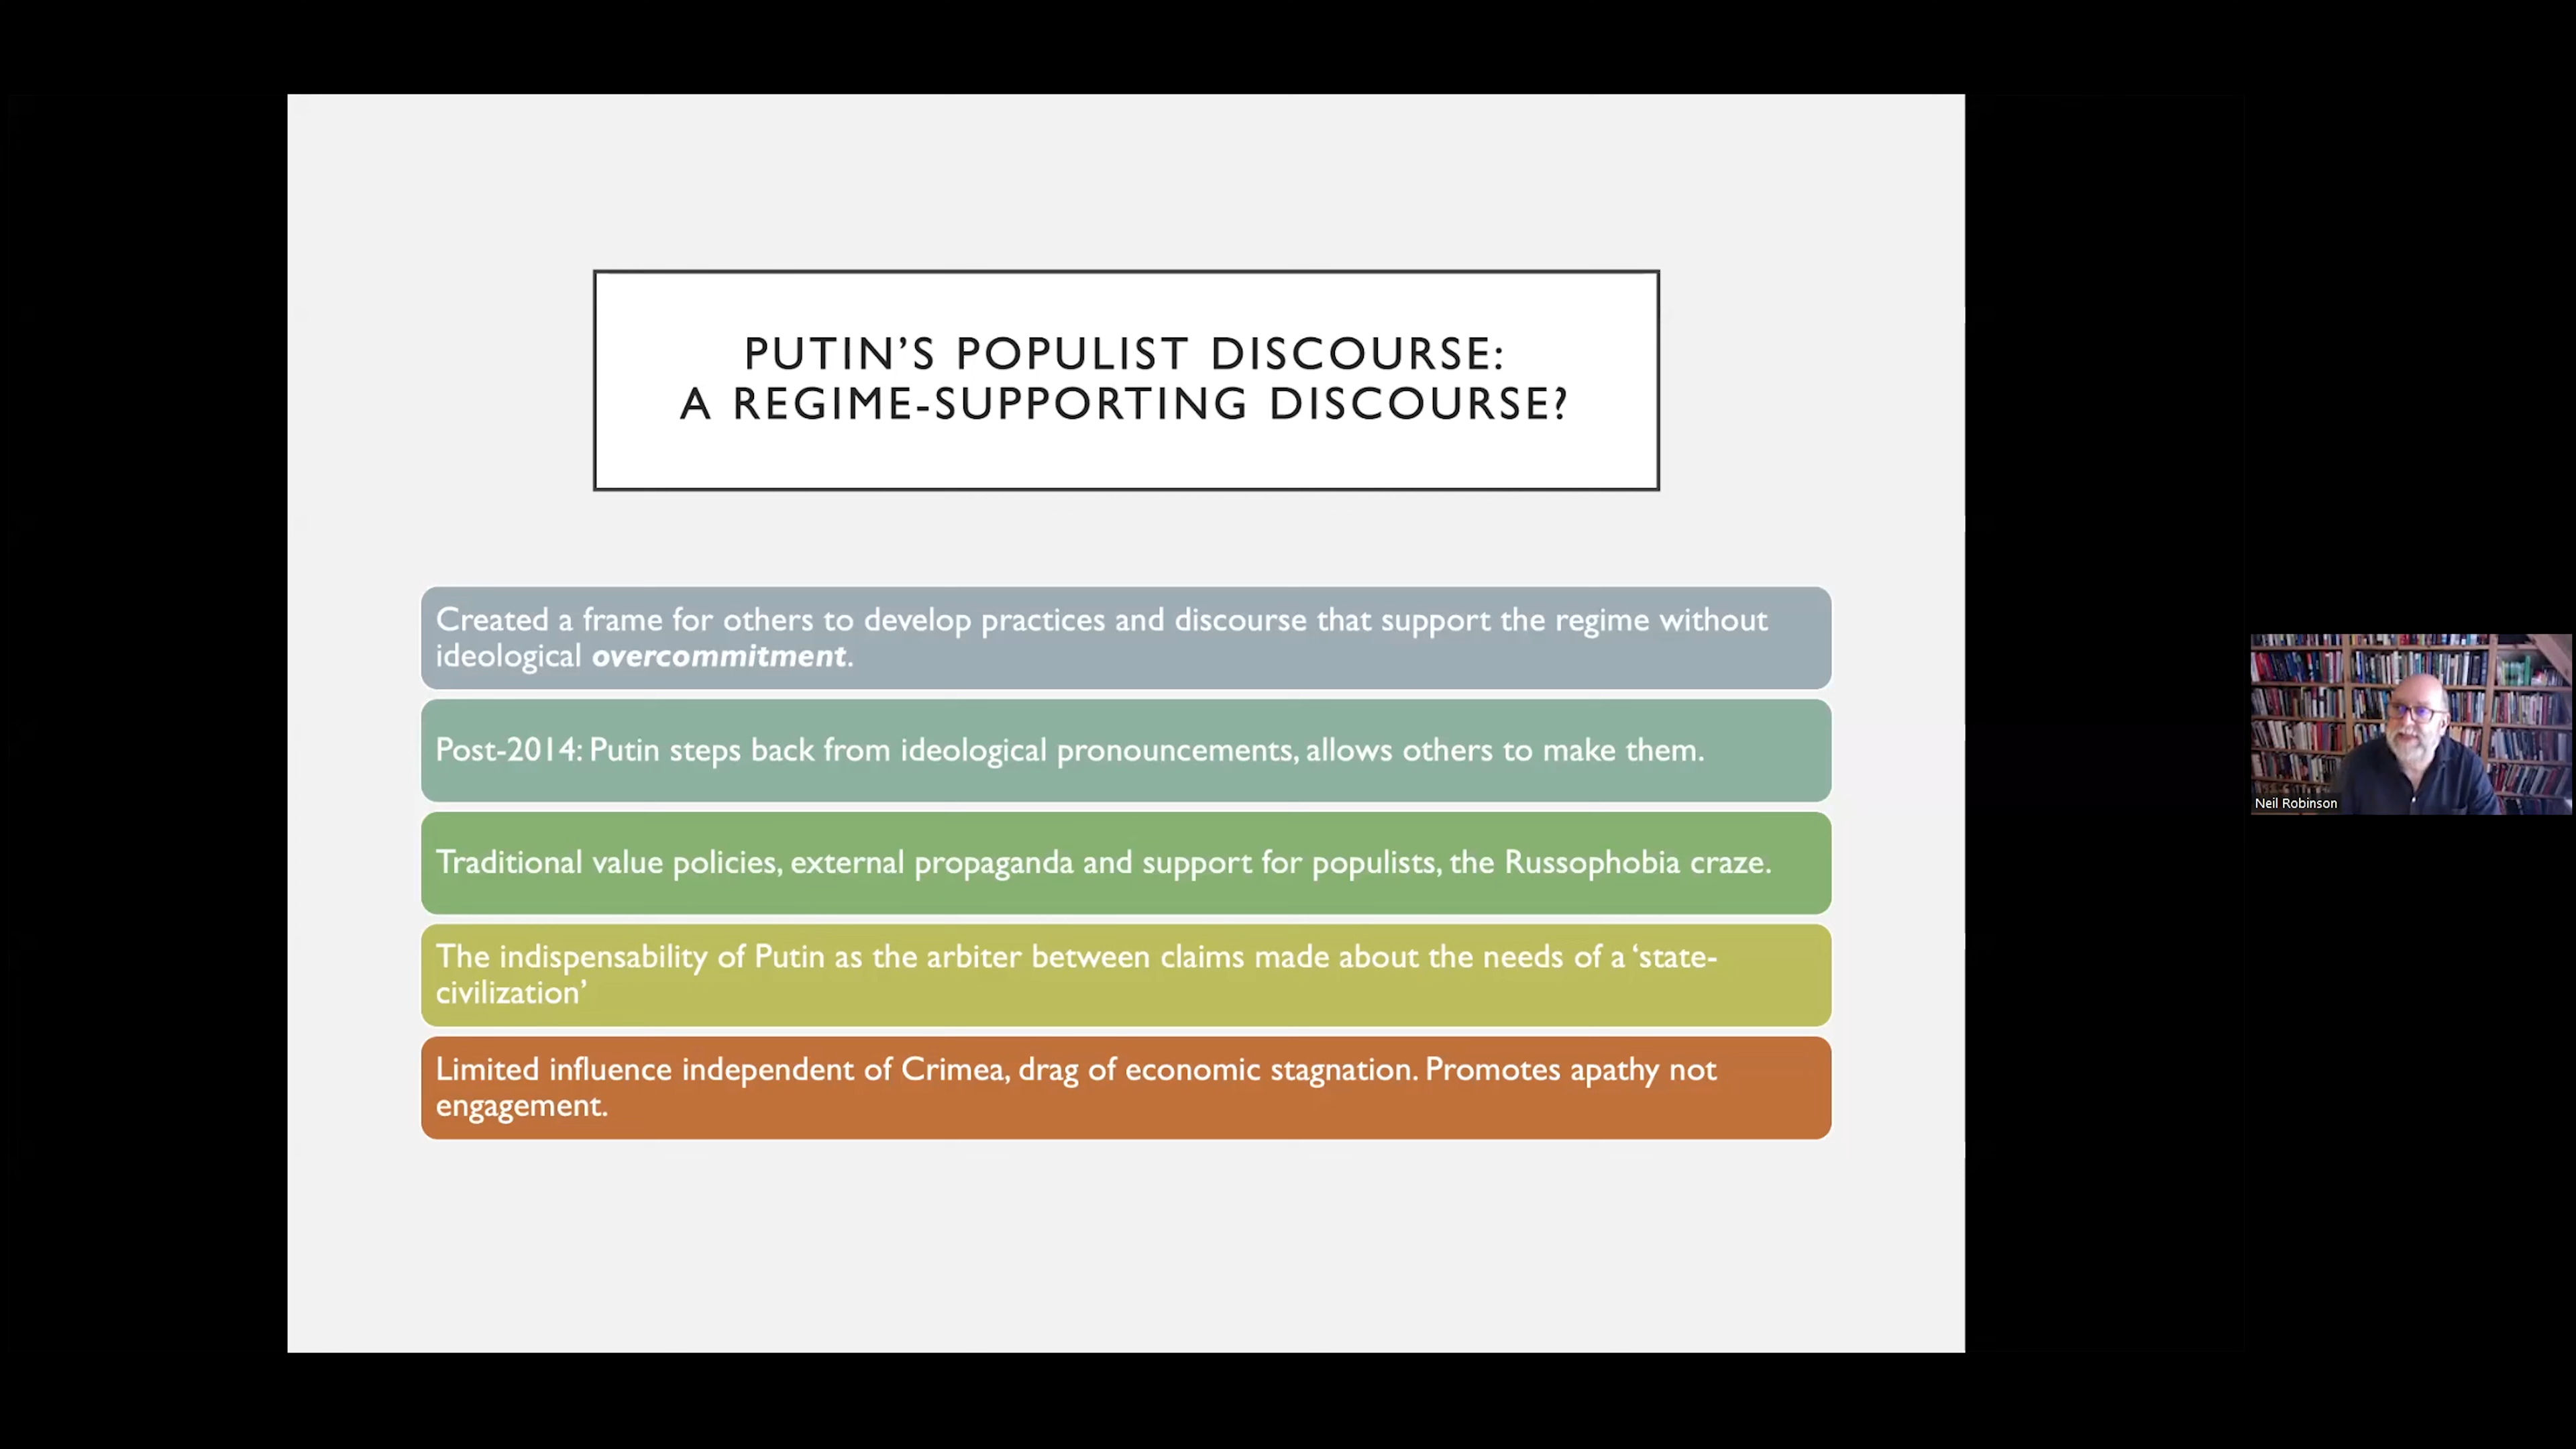 PUTIN’S POPULIST DISCOURSE:
A REGIME-SUPPORTING DISCOURSE?
Created a frame for others to develop practices and discourse that support the regime without
ideological overcommitment.
Post-2014: Putin steps back from ideological pronouncements, allows others to make them.
Traditional value policies, external propaganda and support for populists, the Russophobia craze.
The indispensability of Putin as the arbiter between claims made about the needs of a ‘state-
civilization’
Limited influence independent of Crimea, drag of economic stagnation. Promotes apathy not
engagement.
Neil Robinson